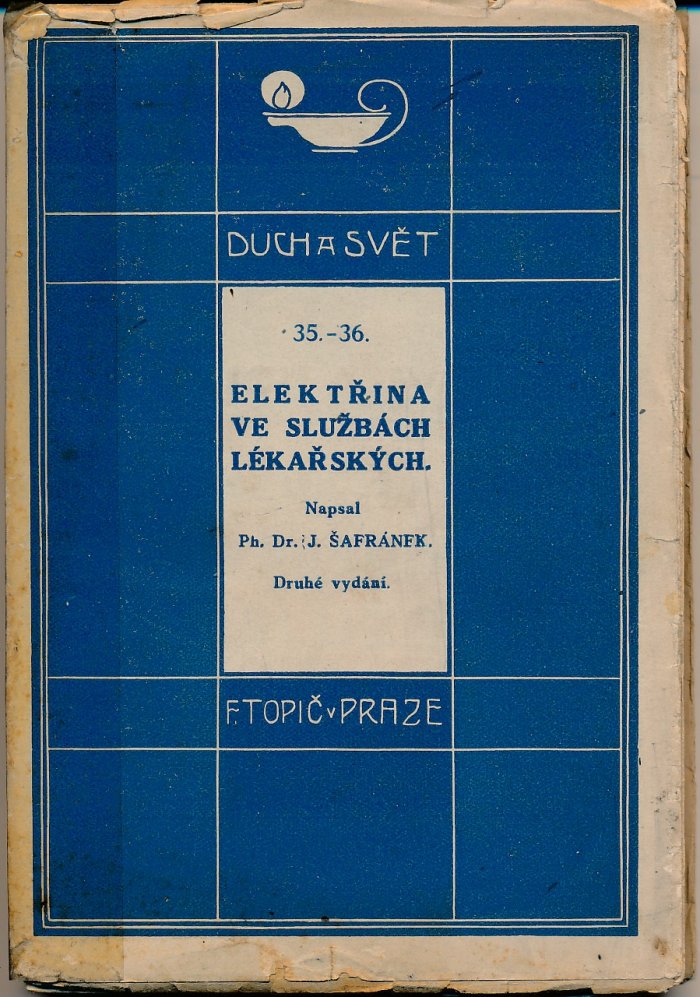 DUCH A SVĚT
35.-36.
ELEKTŘINA
VE SLUŽBÁCH
LÉKAŘSKÝCH.
Napsal
Ph. Dr. J. ŠAFRÁNEK.
Druhé vydání.
F. TOPIČ V PRAZE